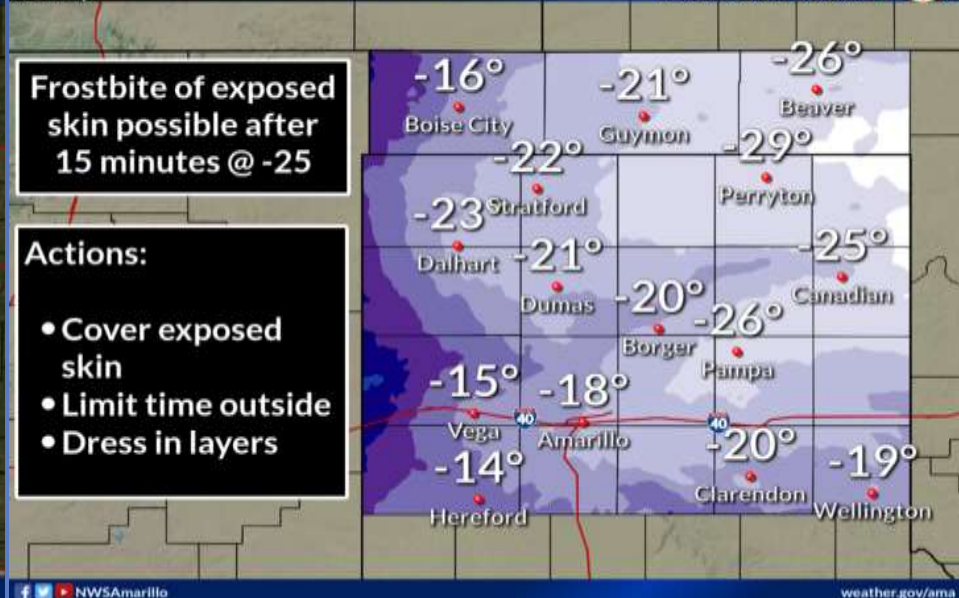 Frostbite of exposed
skin possible after
15 minutes @ -25
Actions:
• Cover exposed
skin
• Limit time outside
• Dress in layers
-16°
Boise City
-21°
Guymon
-26°
Beaver
-22°
Stratford
-29°
Perryton
-23
Dalhart
-21°
Dumas
-25°
Canadian
-20°
Borger
-26°
Pampa
-15°
Vega
40
-18°
Amarillo
40
-14°
Hereford
-20°
Clarendon
-19°
Wellington
NWSAmarillo
weather.gov/ama